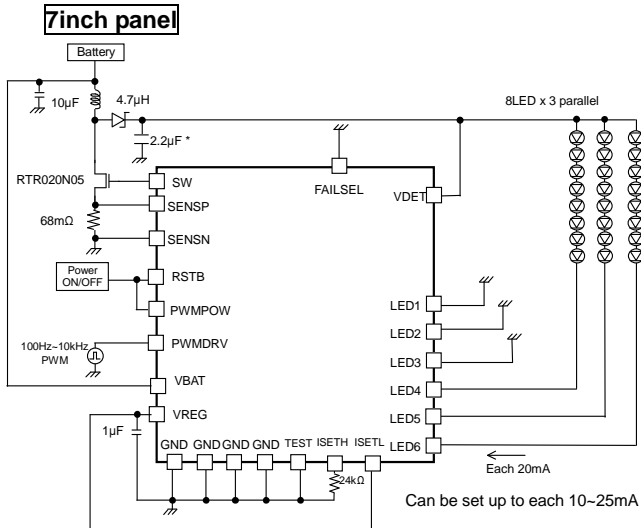 7inch panel
Battery
10µF
4.7µH
2.2µF *
8LED x 3 parallel
RTR020N05
SW
FAILSEL
VDET
SENSP
68mΩ
SENSN
Power
ON/OFF
RSTB
PWMPOW
LED1
LED2
100Hz~10kHz
PWM
PWMDRV
LED3
VBAT
LED4
VREG
LED5
1µF
GND GND GND GND TEST ISETH ISETL
LED6
24kΩ
Each 20mA
Can be set up to each 10~25mA